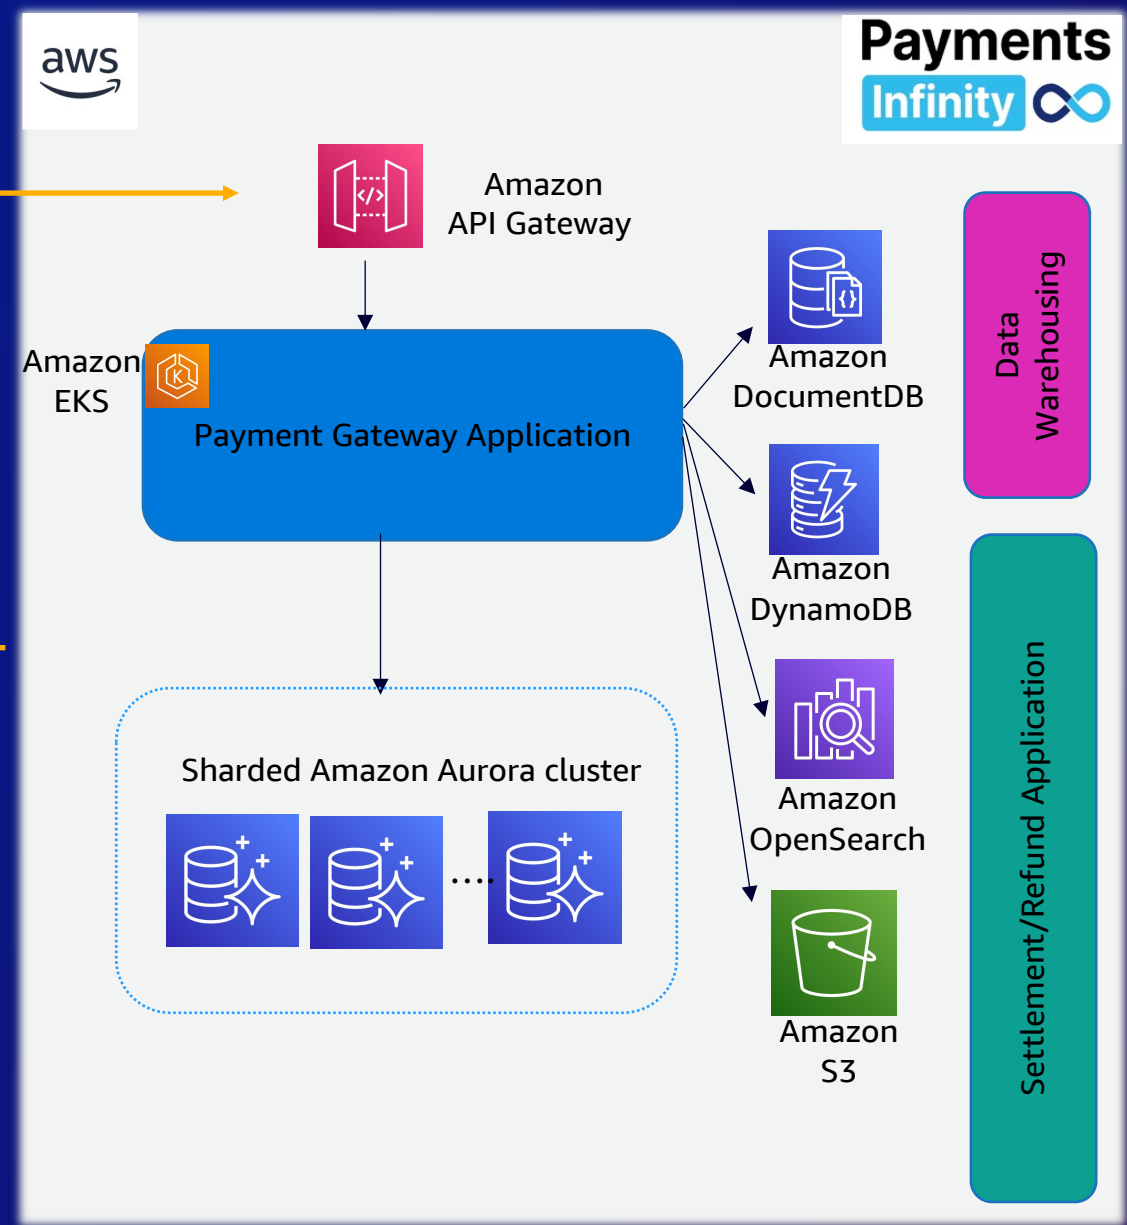 aws
Payments
Infinity
Amazon
API Gateway
</>
Amazon
EKS
K
Payment Gateway Application
{}
Amazon
DocumentDB
Amazon
DynamoDB
Amazon
OpenSearch
Amazon
S3
Sharded Amazon Aurora cluster
....
Data
Warehousing
Settlement/Refund Application